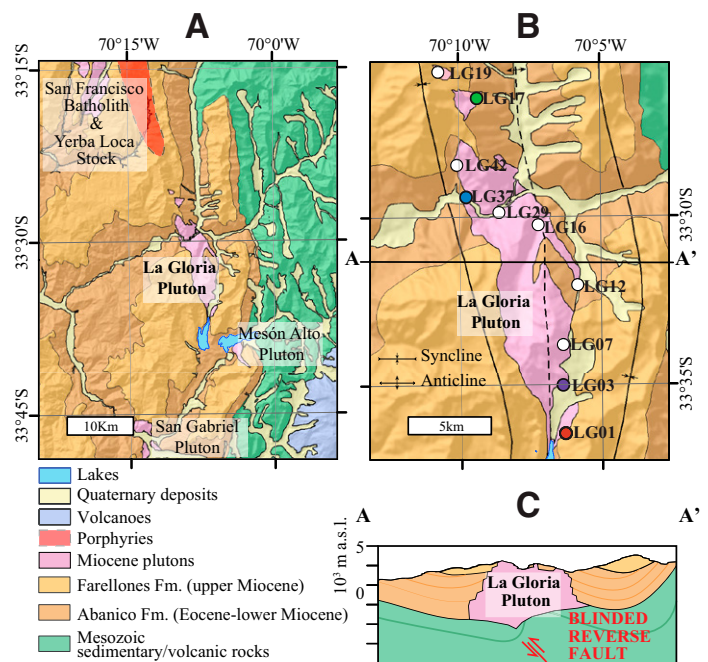 A
B
70°15'W
70°0'W
70°10'W
70°5'W
33°15'S
33°30'S
33°45'S
San Francisco
Batholith
&
Yerba Loca
Stock
La Gloria
Pluton
Mesón Alto
Pluton
San Gabriel
Pluton
10Km
LG19
LG17
LG42
LG37
LG29
LG16
A
A'
LG12
La Gloria
Pluton
LG07
Syncline
LG03
Anticline
LG01
5km
33°30'S
33°35'S
Lakes
Quaternary deposits
Volcanoes
Porphyries
Miocene plutons
Farellones Fm. (upper Miocene)
Abanico Fm. (Eocene-lower Miocene)
Mesozoic
sedimentary/volcanic rocks
C
A
A'
10³ m a.s.l.
5
0
La Gloria
Pluton
BLINDED
REVERSE
FAULT